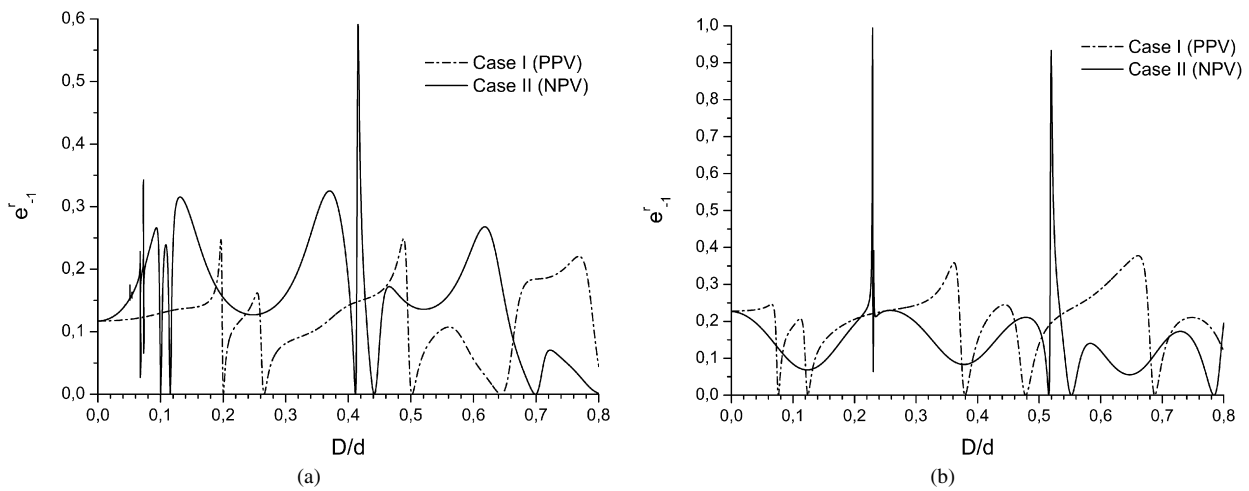 0,6
0,5
0,4
0,3
0,2
0,1
0,0
e^r_-1
Case I (PPV)
Case II (NPV)
0,0 0,1 0,2 0,3 0,4 0,5 0,6 0,7 0,8
D/d
(a)
1,0
0,9
0,8
0,7
0,6
0,5
0,4
0,3
0,2
0,1
0,0
e^r_-1
Case I (PPV)
Case II (NPV)
0,0 0,1 0,2 0,3 0,4 0,5 0,6 0,7 0,8
D/d
(b)